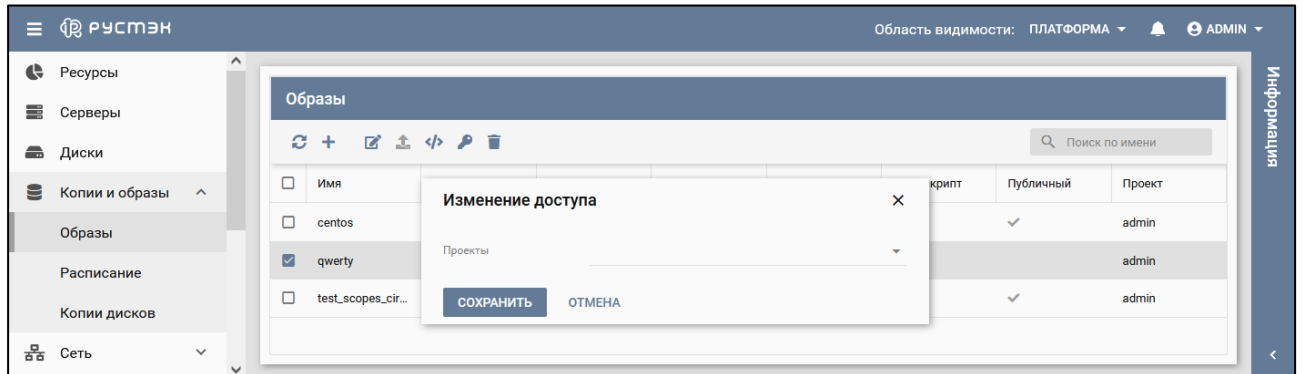 РУСТЭК
Область видимости: ПЛАТФОРМА
ADMIN
Ресурсы
Серверы
Диски
Копии и образы
Образы
Расписание
Копии дисков
Сеть
Образы
Поиск по имени
Имя
крипт
Публичный
Проект
centos
admin
qwerty
admin
test_scopes_cir...
admin
Изменение доступа
Проекты
СОХРАНИТЬ
ОТМЕНА
Информация